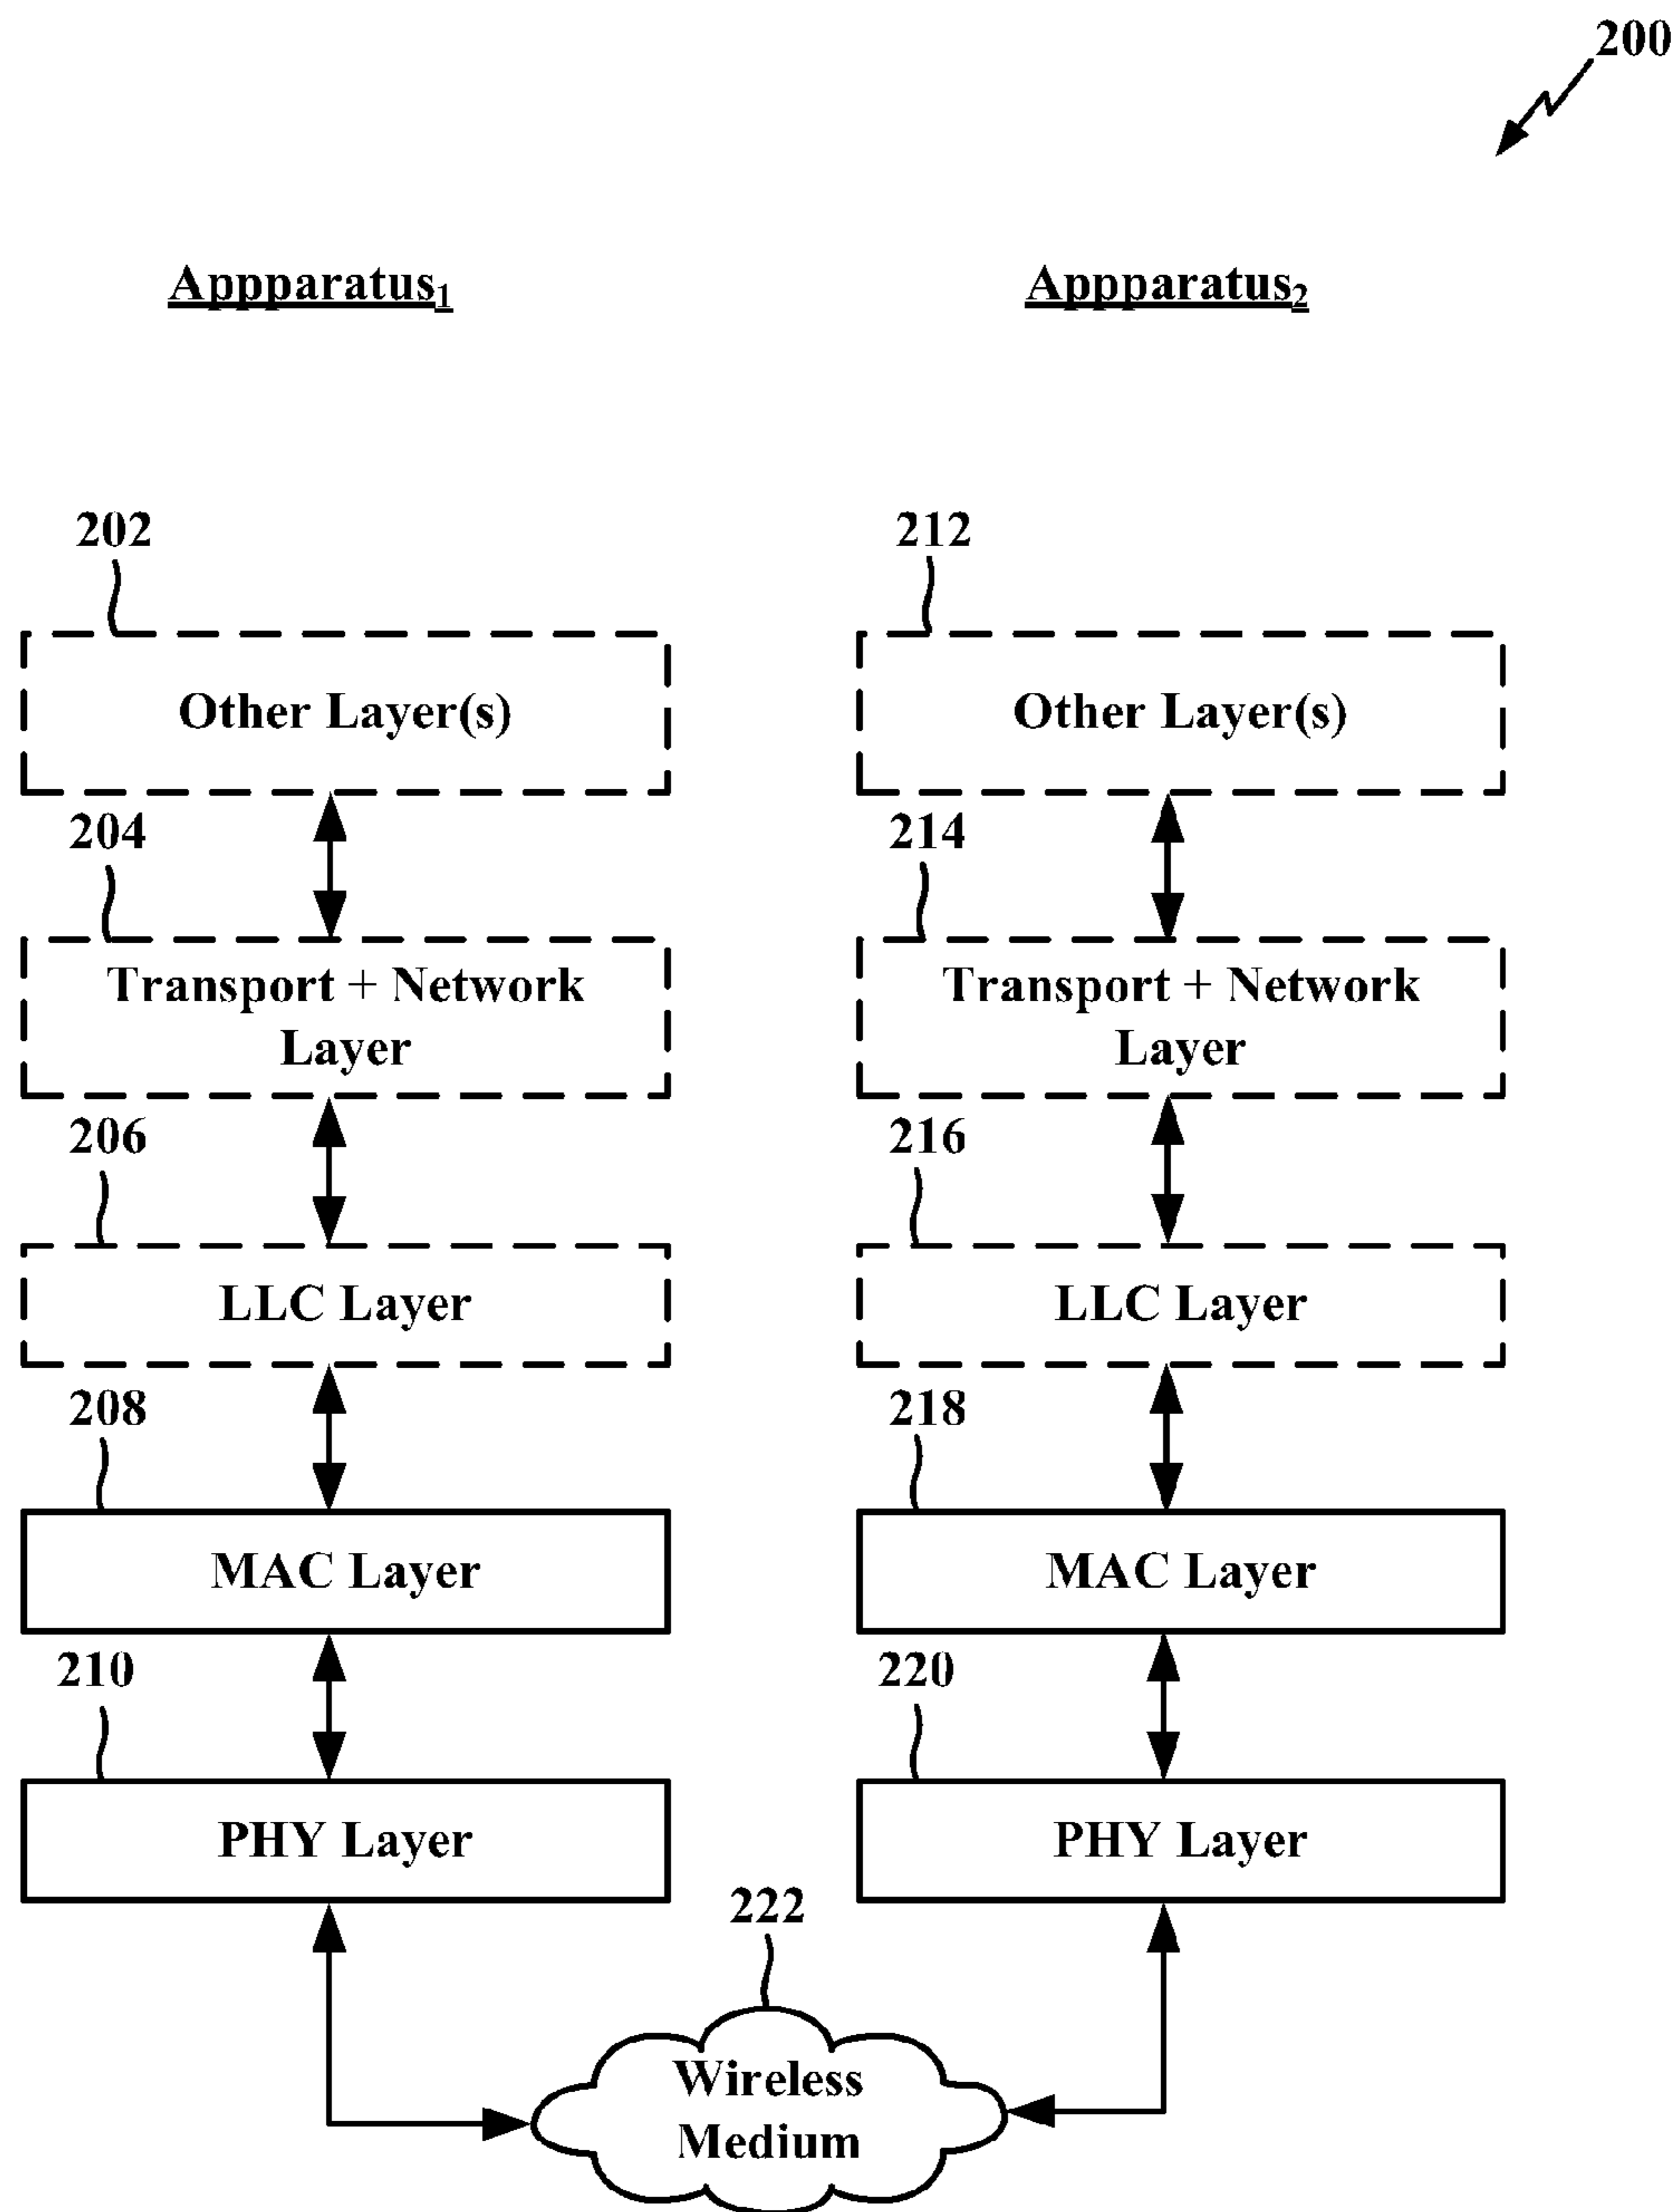 200
Appparatus1
Appparatus2
202
212
Other Layer(s)
Other Layer(s)
204
214
Transport + Network
Layer
Transport + Network
Layer
206
216
LLC Layer
LLC Layer
208
218
MAC Layer
MAC Layer
210
220
PHY Layer
PHY Layer
222
Wireless
Medium